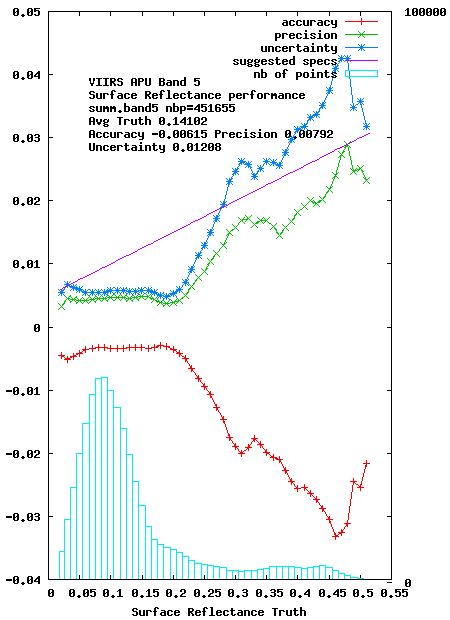 0.05
100000
accuracy
precision
uncertainty
suggested specs
nb of points
0.04
VIIRS APU Band 5
Surface Reflectance performance
summ.band5 nbp=451655
Avg Truth 0.14102
Accuracy -0.00615 Precision 0.00792
Uncertainty 0.01208
0.03
0.02
0.01
0
-0.01
-0.02
-0.03
-0.04
0
0 0.05 0.1 0.15 0.2 0.25 0.3 0.35 0.4 0.45 0.5 0.55
Surface Reflectance Truth